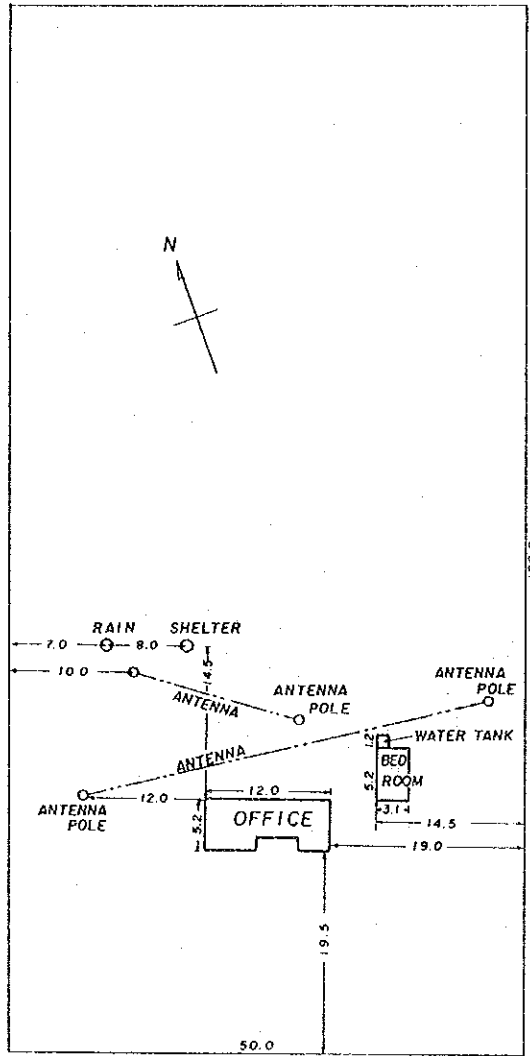 N
RAIN SHELTER
7.0 8.0
10.0
14.5
ANTENNA
ANTENNA
POLE
ANTENNA
POLE
ANTENNA
1.2
WATER TANK
BED
ROOM
5.2
3.1
14.5
ANTENNA
POLE
12.0
12.0
5.2
OFFICE
19.0
19.5
50.0